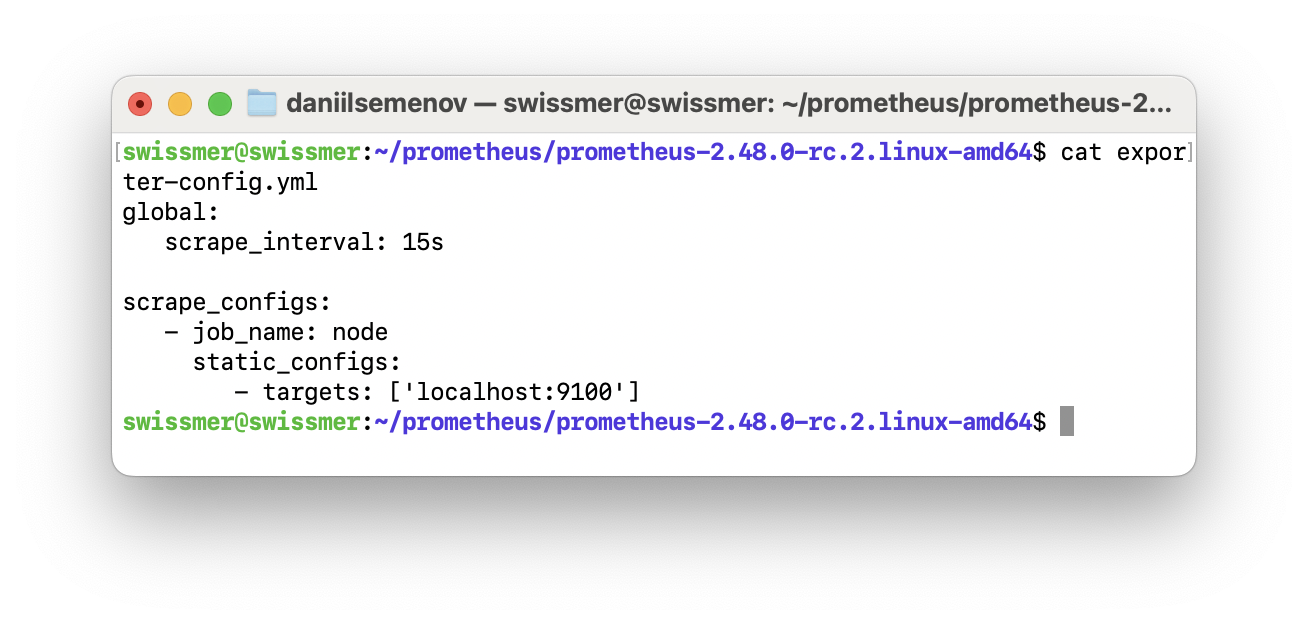 daniilsemenov — swissmer@swissmer: ~/prometheus/prometheus-2...
[swissmer@swissmer:~/prometheus/prometheus-2.48.0-rc.2.linux-amd64$ cat expor]
ter-config.yml
global:
   scrape_interval: 15s

scrape_configs:
   - job_name: node
     static_configs:
        - targets: ['localhost:9100']
swissmer@swissmer:~/prometheus/prometheus-2.48.0-rc.2.linux-amd64$